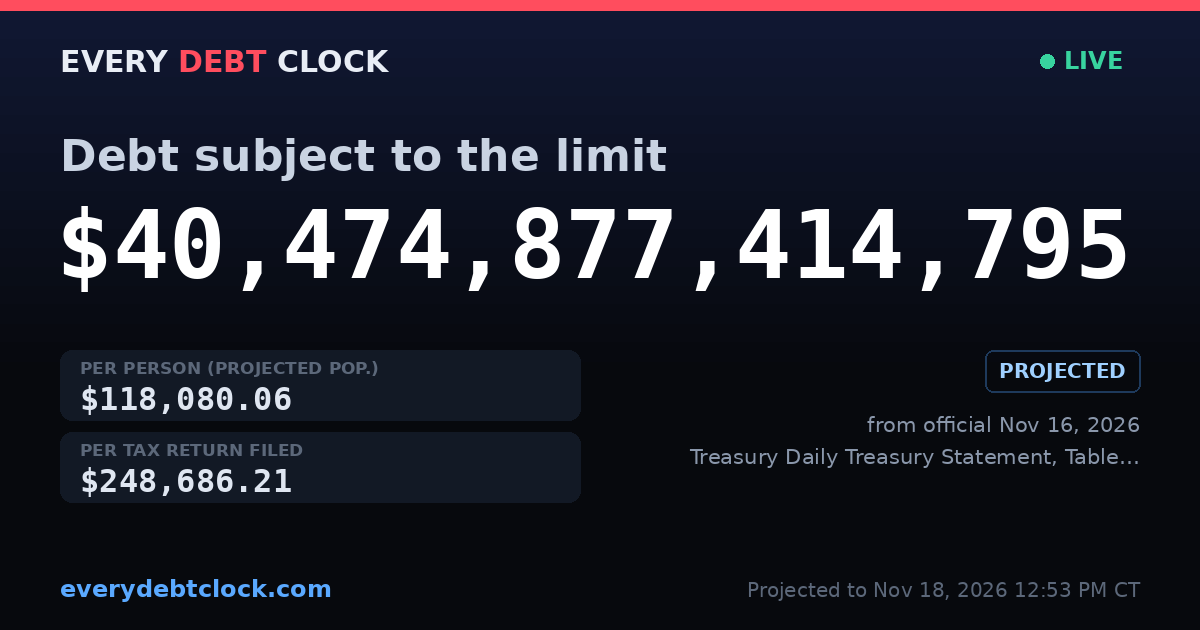 EVERY DEBT CLOCK
LIVE
Debt subject to the limit
$40,474,877,414,795
PER PERSON (PROJECTED POP.)
$118,080.06
PER TAX RETURN FILED
$248,686.21
PROJECTED
from official Nov 16, 2026
Treasury Daily Treasury Statement, Table…
everydebtclock.com
Projected to Nov 18, 2026 12:53 PM CT